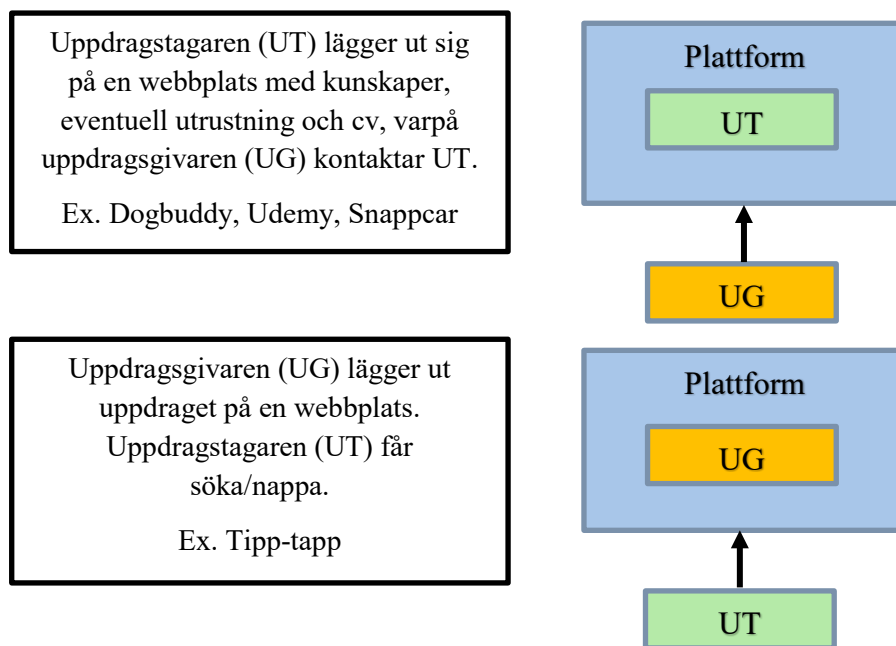 Uppdragstagaren (UT) lägger ut sig
på en webbplats med kunskaper,
eventuell utrustning och cv, varpå
uppdragsgivaren (UG) kontaktar UT.
Ex. Dogbuddy, Udemy, Snappcar
Plattform
UT
UG
Uppdragsgivaren (UG) lägger ut
uppdraget på en webbplats.
Uppdragstagaren (UT) får
söka/nappa.
Ex. Tipp-tapp
Plattform
UG
UT